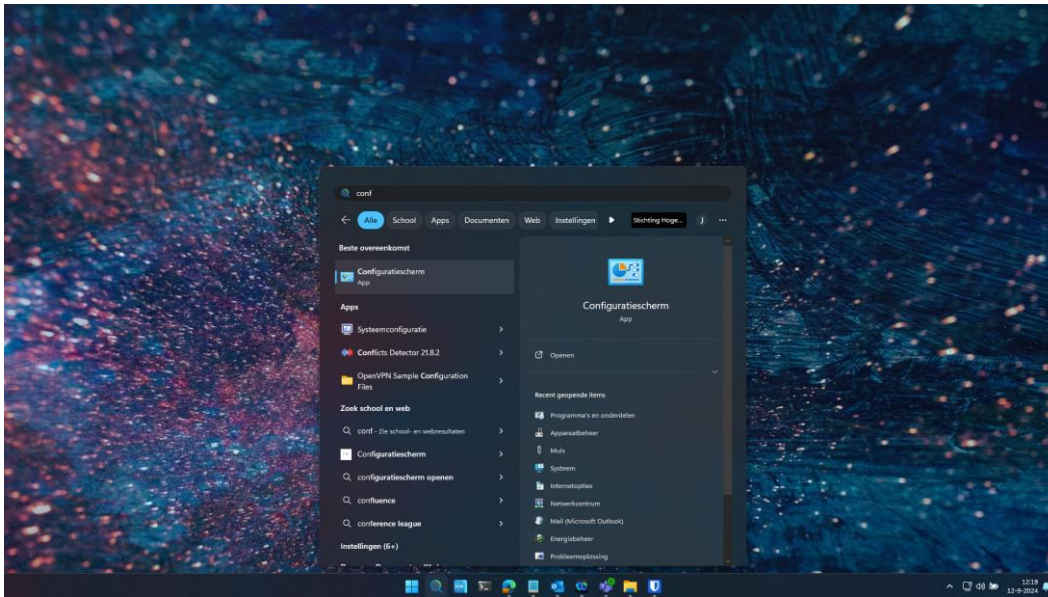 conf
Alle School Apps Documenten Web Instellingen Stichting Hoge... J ...
Beste overeenkomst
Configuratiescherm
App
Apps
Systeemconfiguratie
Conflicts Detector 21.8.2
OpenVPN Sample Configuration
Files
Zoek school en web
conf - Zie school- en webresultaten
Configuratiescherm
configuratiescherm openen
confluence
conference league
Instellingen (6+)
Configuratiescherm
App
Openen
Recent geopende items
Programma's en onderdelen
Apparaatbeheer
Muis
Systeem
Internetopties
Netwerkcentrum
Mail (Microsoft Outlook)
Energiebeheer
Probleemoplossing
12:19
12-9-2024